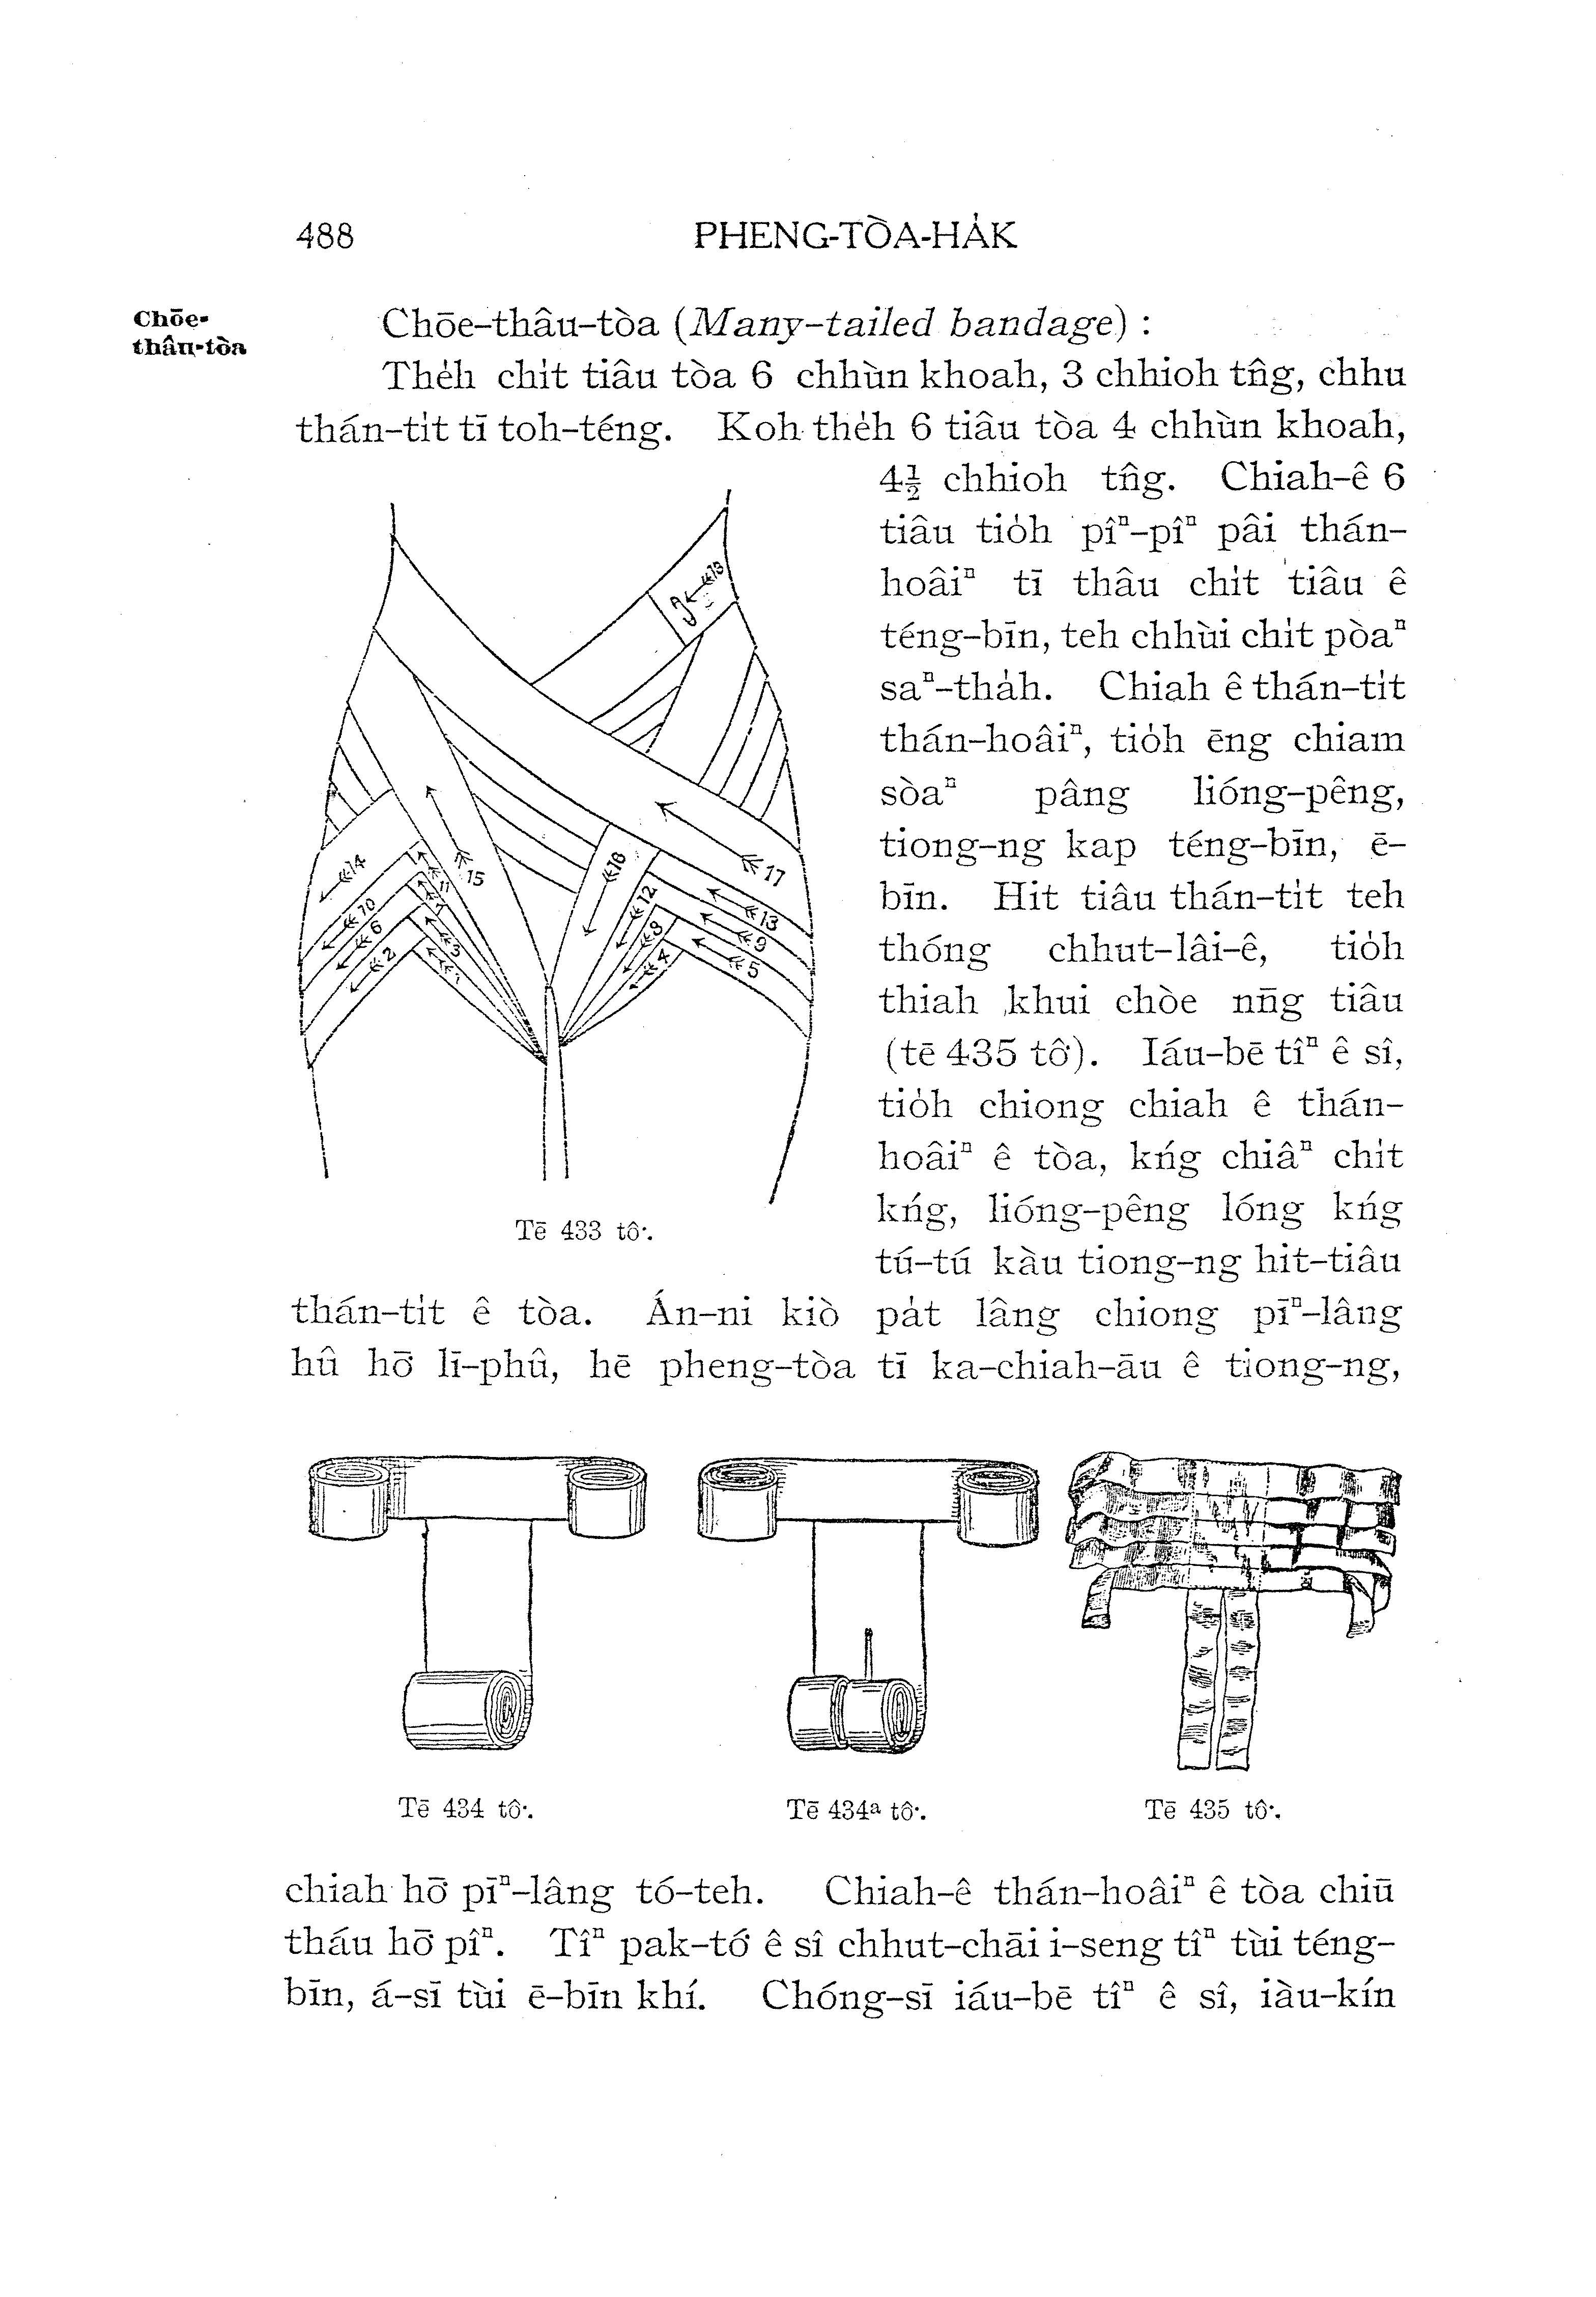 488 PHENG-TÒA-HA̍K
Chōe-
thâu-tòa
Chōe-thâu-tòa (Many-tailed bandage) :
The̍h chi̍t tiâu tòa 6 chhùn khoah, 3 chhioh tn̂g, chhu
thán-ti̍t tī toh-téng. Koh the̍h 6 tiâu tòa 4 chhùn khoah,
4½ chhioh tn̂g. Chiah-ê 6
tiâu tio̍h pîⁿ-pîⁿ pâi thán-
hoâiⁿ tī thâu chi̍t tiâu ê
téng-bīn, teh chhùi chi̍t pòaⁿ
saⁿ-tha̍h. Chiah ê thán-ti̍t
thán-hoâiⁿ, tio̍h ēng chiam
sòaⁿ pâng lióng-pêng,
tiong-ng kap téng-bīn, ē-
bīn. Hit tiâu thán-ti̍t teh
thóng chhut-lâi-ê, tio̍h
thiah khui chòe nn̄g tiâu
(tē 435 tô͘). Iáu-bē tîⁿ ê sî,
tio̍h chiong chiah ê thán-
hoâiⁿ ê tòa, kńg chiâⁿ chi̍t
kńg, lióng-pêng lóng kńg
tú-tú kàu tiong-ng hit-tiâu
thán-ti̍t ê tòa. Án-ni kiò pa̍t lâng chiong pīⁿ-lâng
hû hō͘ lī-phû, hē pheng-tòa tī ka-chiah-āu ê tiong-ng,
13
17
16
15
14
13
12
11
10
9
8
6
5
4
3
2
1
Tē 433 tô͘.
Tē 434 tô͘.
Tē 434ª tô͘.
Tē 435 tô͘.
chiah hō͘ pīⁿ-lâng tó-teh. Chiah-ê thán-hoâiⁿ ê tòa chiū
tháu hō͘ pîⁿ. Tîⁿ pak-tó͘ ê sî chhut-chāi i-seng tîⁿ tùi téng-
bīn, á-sī tùi ē-bīn khí. Chóng-sī iáu-bē tîⁿ ê sî, iàu-kín